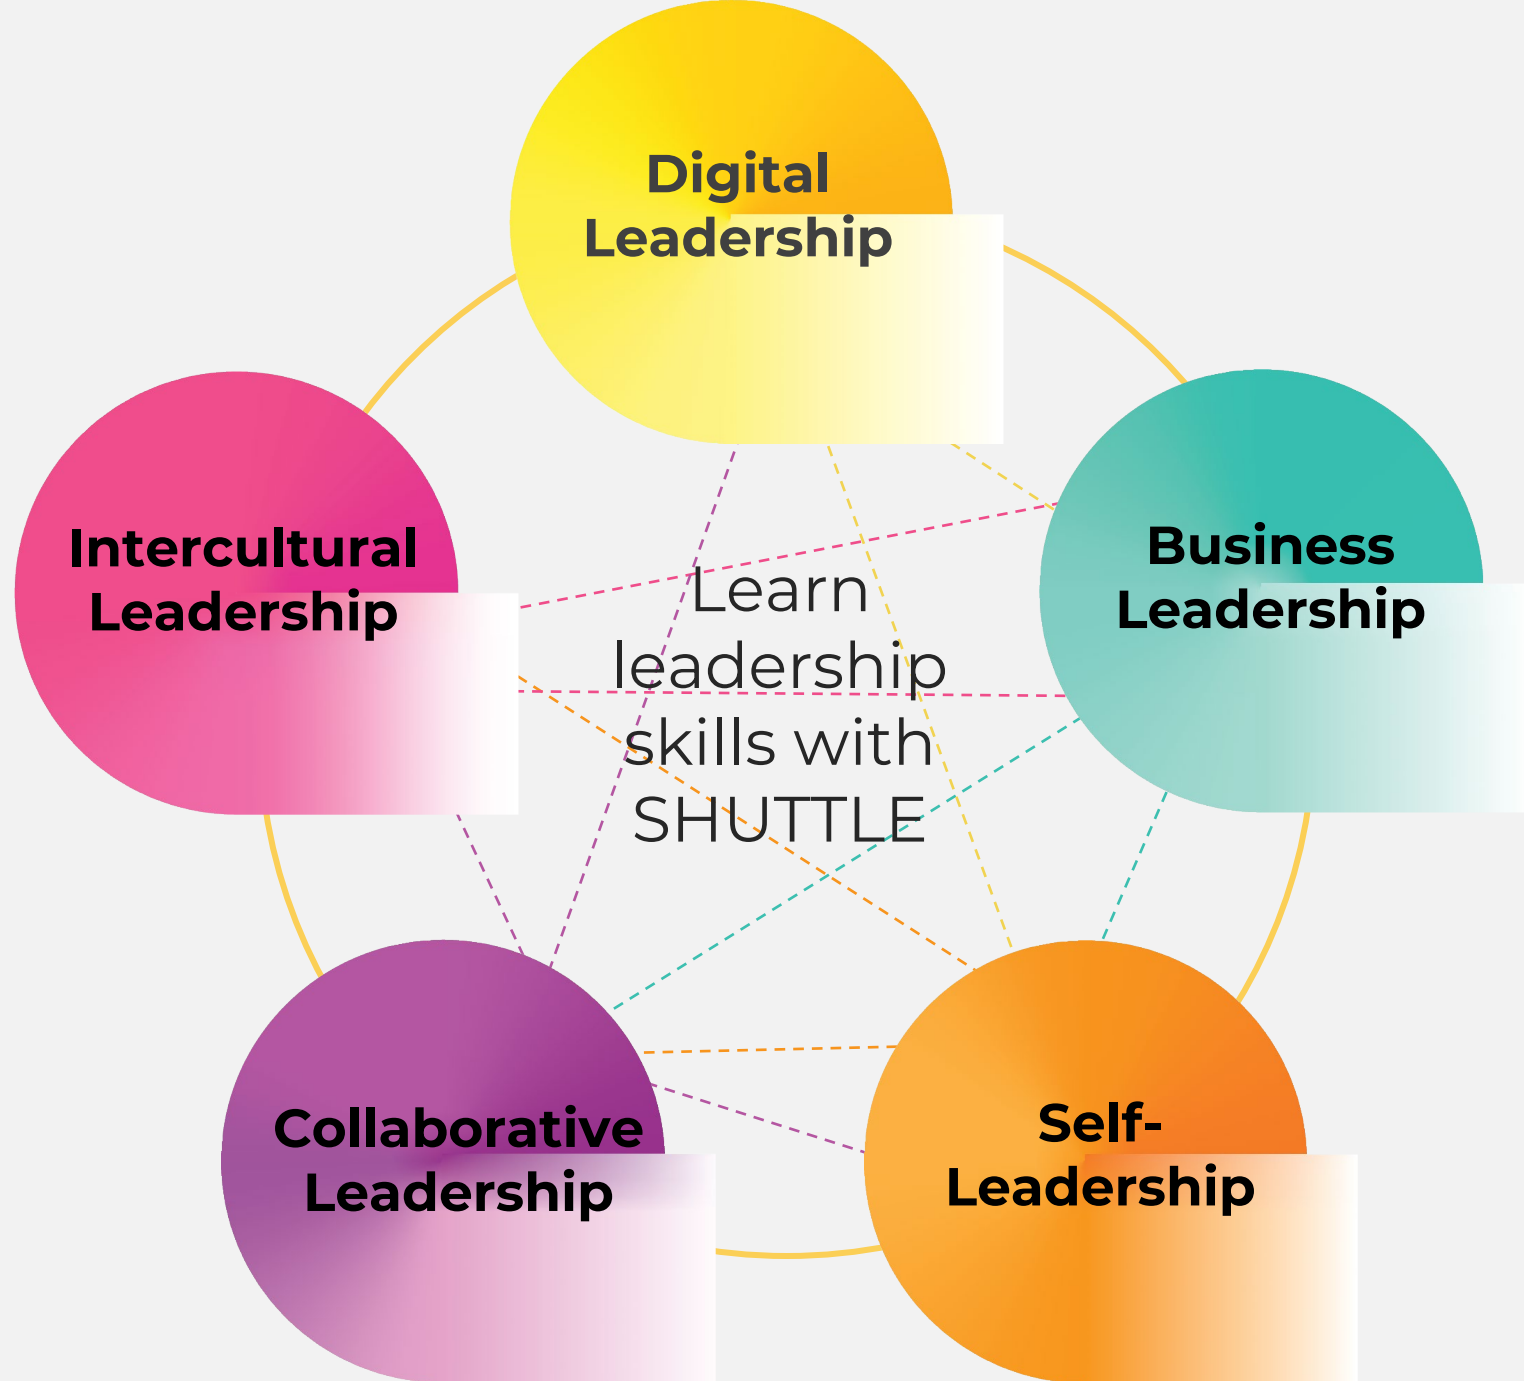 Digital
Leadership
Intercultural
Leadership
Business
Leadership
Learn
leadership
skills with
SHUTTLE
Collaborative
Leadership
Self-
Leadership